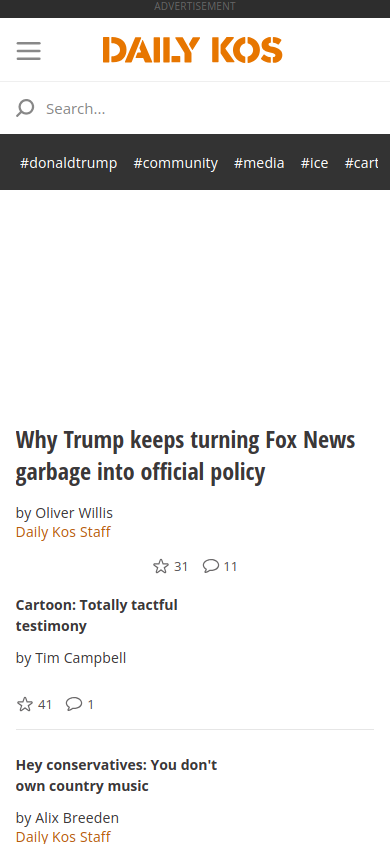 ADVERTISEMENT
DAILY KOS
Search...
#donaldtrump #community #media #ice #cart
Why Trump keeps turning Fox News
garbage into official policy
by Oliver Willis
Daily Kos Staff
31 11
Cartoon: Totally tactful
testimony
by Tim Campbell
41 1
Hey conservatives: You don't
own country music
by Alix Breeden
Daily Kos Staff